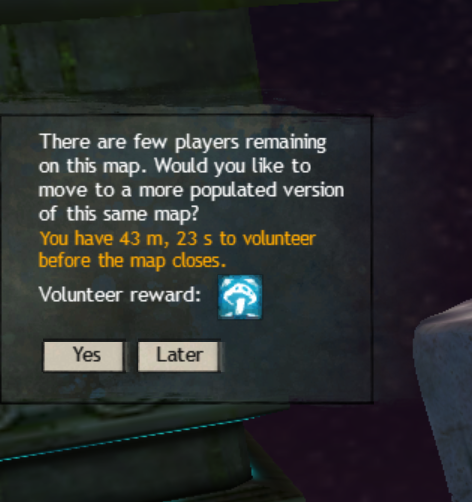 There are few players remaining
on this map. Would you like to
move to a more populated version
of this same map?
You have 43 m, 23 s to volunteer
before the map closes.
Volunteer reward:
Yes
Later